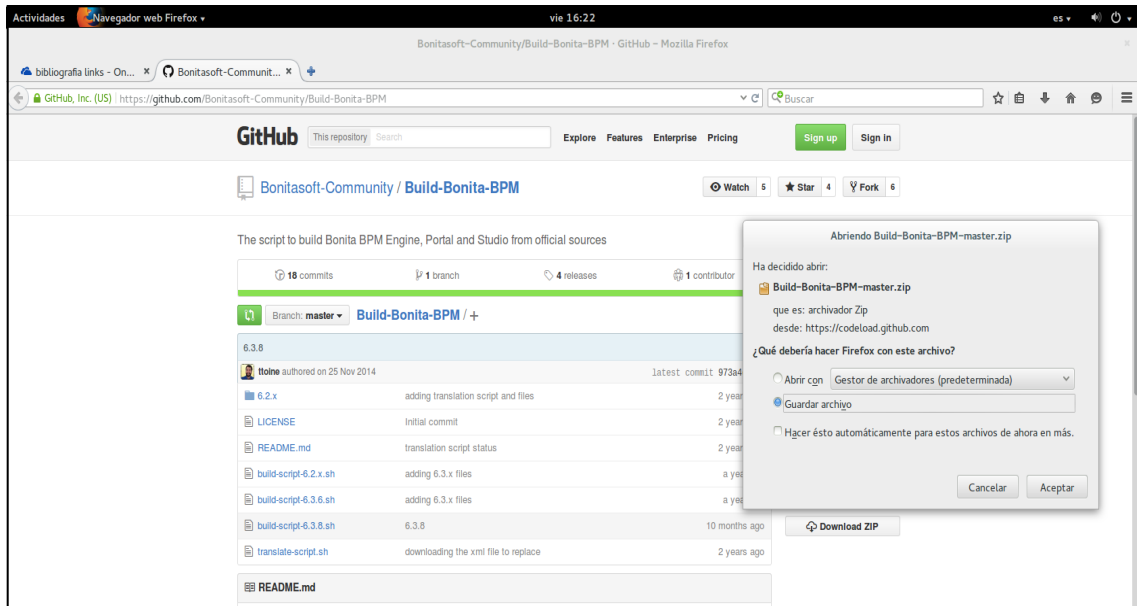 Actividades Navegador web Firefox vie 16:22 es
Bonitasoft-Community/Build-Bonita-BPM · GitHub - Mozilla Firefox
bibliografia links - On... Bonitasoft-Communit...
GitHub, Inc. (US) https://github.com/Bonitasoft-Community/Build-Bonita-BPM Buscar
GitHub This repository Search Explore Features Enterprise Pricing Sign up Sign in
Bonitasoft-Community / Build-Bonita-BPM Watch 5 Star 4 Fork 6
The script to build Bonita BPM Engine, Portal and Studio from official sources
18 commits 1 branch 4 releases 1 contributor
Branch: master Build-Bonita-BPM / +
6.3.8
ttoine authored on 25 Nov 2014 latest commit 973a4
6.2.x adding translation script and files 2 year
LICENSE Initial commit 2 year
README.md translation script status 2 year
build-script-6.2.x.sh adding 6.3.x files a yea
build-script-6.3.6.sh adding 6.3.x files a yea
build-script-6.3.8.sh 6.3.8 10 months ago
translate-script.sh downloading the xml file to replace 2 years ago
README.md
Abriendo Build-Bonita-BPM-master.zip
Ha decidido abrir:
Build-Bonita-BPM-master.zip
que es: archivador Zip
desde: https://codeload.github.com
¿Qué debería hacer Firefox con este archivo?
Abrir con Gestor de archivadores (predeterminada)
Guardar archivo
Hacer ésto automáticamente para estos archivos de ahora en más.
Cancelar Aceptar
Download ZIP